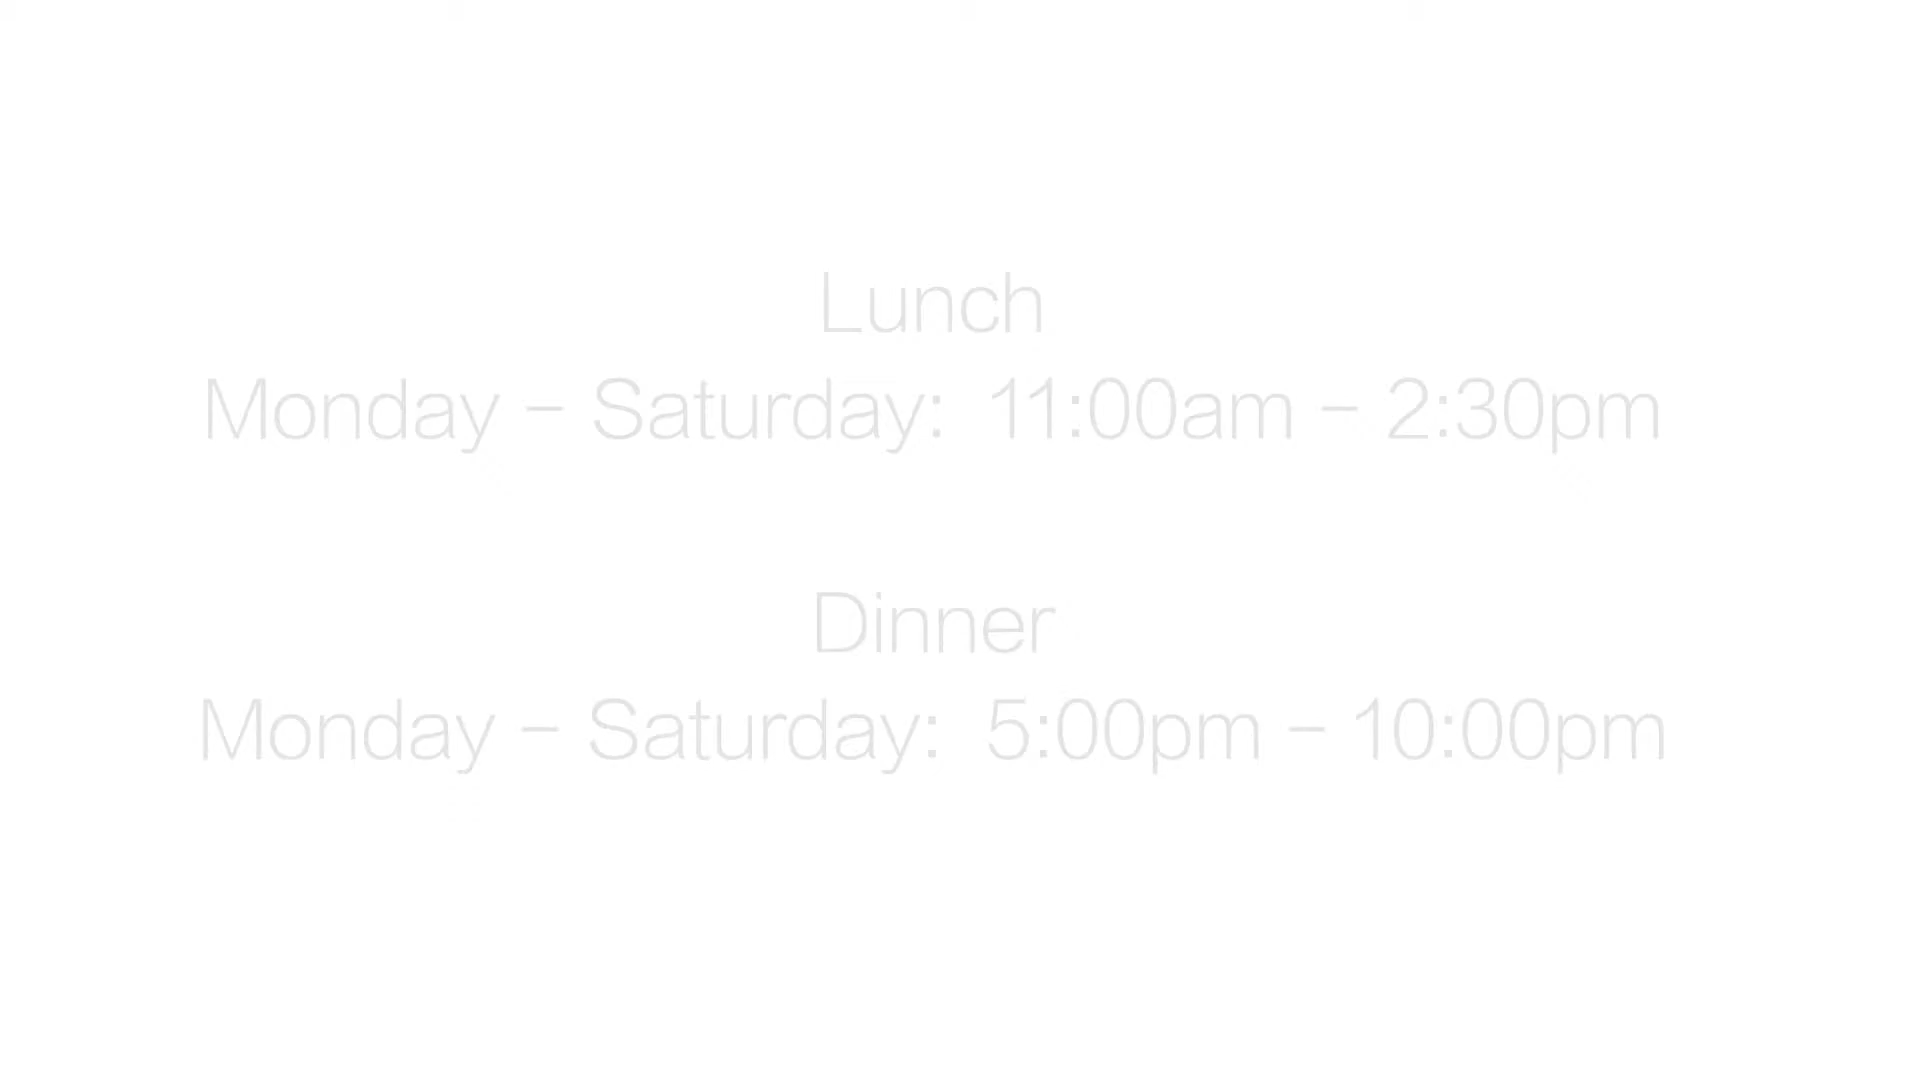 Lunch
Monday – Saturday: 11:00am – 2:30pm
Dinner
Monday – Saturday: 5:00pm – 10:00pm